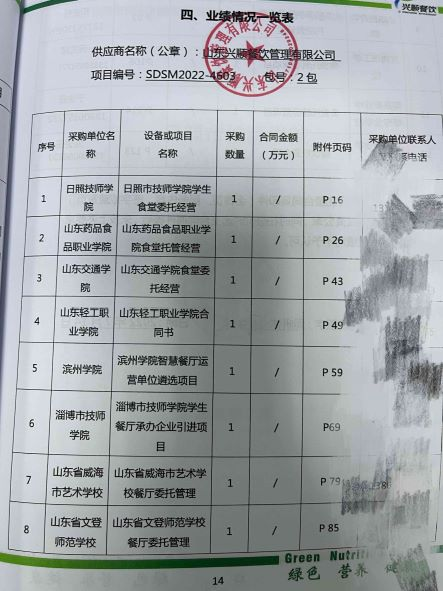 兴顺餐饮
四、业绩情况一览表
供应商名称（公章）：山东兴顺餐饮管理有限公司
项目编号：SDSM2022-4603 包号：2包
序号 采购单位名称 设备或项目名称 采购数量 合同金额（万元） 附件页码 采购单位联系人 电话
1 日照技师学院 日照市技师学院学生食堂委托经营 1 / P 16
2 山东药品食品职业学院 山东药品食品职业学院食堂托管经营 1 / P 26
3 山东交通学院 山东交通学院食堂委托经营 1 / P 43
4 山东轻工职业学院 山东轻工职业学院合同书 1 / P 49
5 滨州学院 滨州学院智慧餐厅运营单位遴选项目 1 / P 59
6 淄博市技师学院 淄博市技师学院学生餐厅承办企业引进项目 1 / P69
7 山东省威海市艺术学校 山东省威海市艺术学校餐厅委托管理 1 / P 79
8 山东省文登师范学校 山东省文登师范学校餐厅委托管理 1 / P 85
Green Nutrit
绿色 营养 健
14